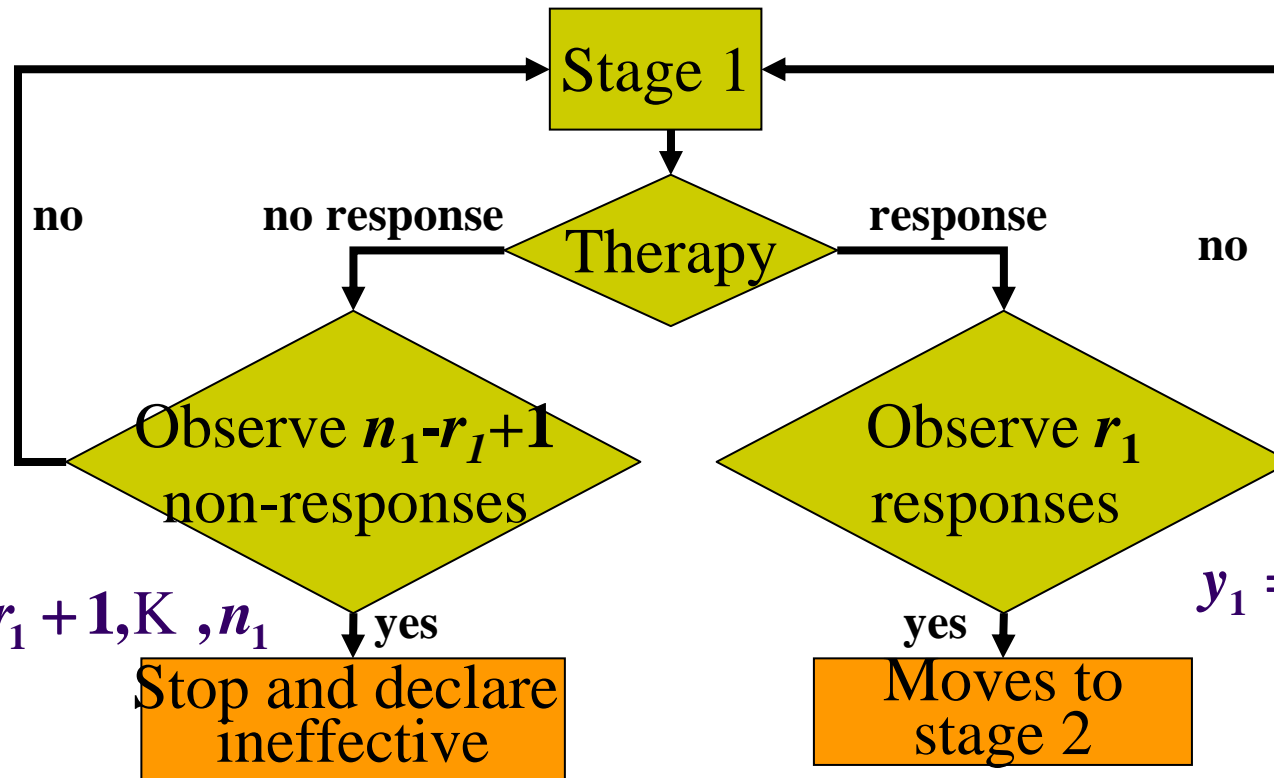 Stage 1
no
no response
response
no
Therapy
Observe n₁-r₁+1
non-responses
Observe r₁
responses
r₁ + 1,K , n₁
y₁ =
yes
yes
Stop and declare
ineffective
Moves to
stage 2